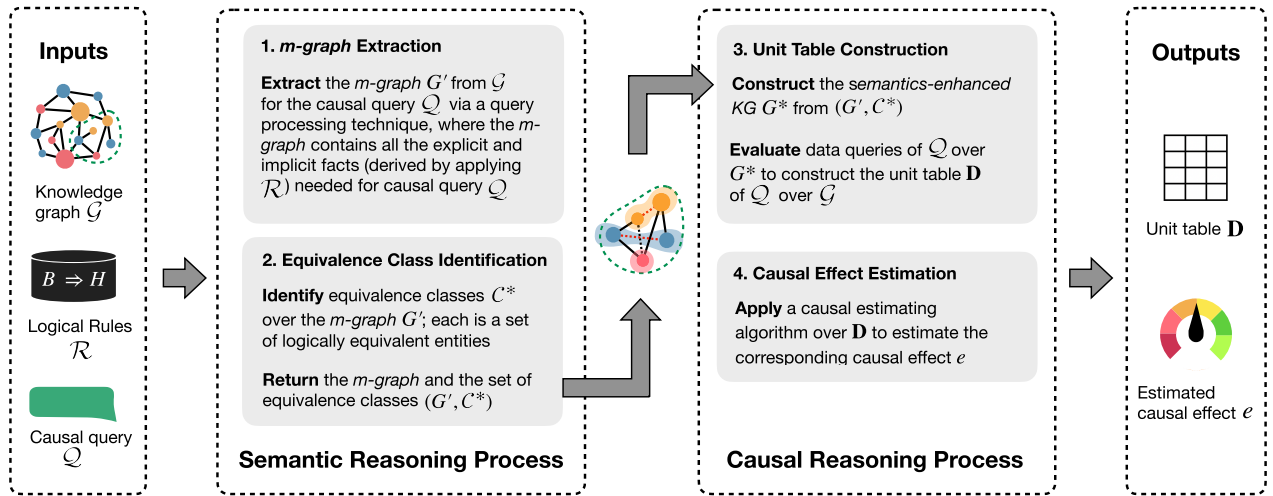 Inputs
Knowledge
graph 𝒢
B ⇒ H
Logical Rules
ℛ
Causal query
𝒬
1. m-graph Extraction
Extract the m-graph G′ from 𝒢
for the causal query 𝒬 via a query
processing technique, where the m-
graph contains all the explicit and
implicit facts (derived by applying
ℛ) needed for causal query 𝒬
2. Equivalence Class Identification
Identify equivalence classes 𝒞*
over the m-graph G′; each is a set
of logically equivalent entities
Return the m-graph and the set of
equivalence classes (G′, 𝒞*)
Semantic Reasoning Process
3. Unit Table Construction
Construct the semantics-enhanced
KG G* from (G′, 𝒞*)
Evaluate data queries of 𝒬 over
G* to construct the unit table D
of 𝒬 over 𝒢
4. Causal Effect Estimation
Apply a causal estimating
algorithm over D to estimate the
corresponding causal effect e
Causal Reasoning Process
Outputs
Unit table D
Estimated
causal effect e